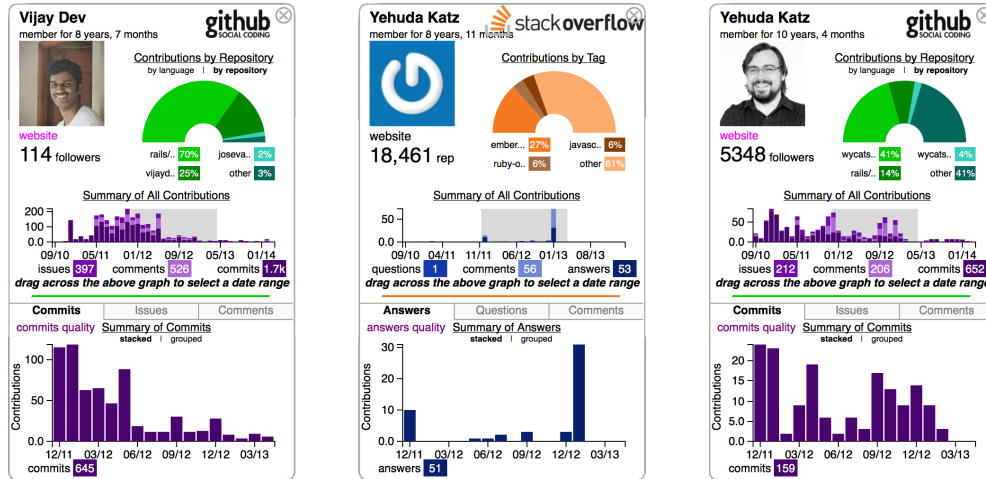 Vijay Dev
github
SOCIAL CODING
member for 8 years, 7 months
Contributions by Repository
by language | by repository
website
114 followers
rails/.. 70% joseva.. 2%
vijayd.. 25% other 3%
Summary of All Contributions
200
100
0.0
09/10 05/11 01/12 09/12 05/13 01/14
issues 397 comments 526 commits 1.7k
drag across the above graph to select a date range
Commits Issues Comments
commits quality Summary of Commits
stacked | grouped
Contributions
100
50
0.0
12/11 03/12 06/12 09/12 12/12 03/13
commits 645
Yehuda Katz
stackoverflow
member for 8 years, 11 months
Contributions by Tag
website
18,461 rep
ember... 27% javasc.. 6%
ruby-o.. 6% other 61%
Summary of All Contributions
50
0.0
09/10 04/11 11/11 06/12 01/13 08/13
questions 1 comments 56 answers 53
drag across the above graph to select a date range
Answers Questions Comments
answers quality Summary of Answers
stacked | grouped
Contributions
30
20
10
0.0
12/11 03/12 06/12 09/12 12/12 03/13
answers 51
Yehuda Katz
github
SOCIAL CODING
member for 10 years, 4 months
Contributions by Repository
by language | by repository
website
5348 followers
wycats.. 41% wycats.. 4%
rails/.. 14% other 41%
Summary of All Contributions
50
0.0
09/10 05/11 01/12 09/12 05/13 01/14
issues 212 comments 206 commits 652
drag across the above graph to select a date range
Commits Issues Comments
commits quality Summary of Commits
stacked | grouped
Contributions
20
15
10
5.0
0.0
12/11 03/12 06/12 09/12 12/12 03/13
commits 159